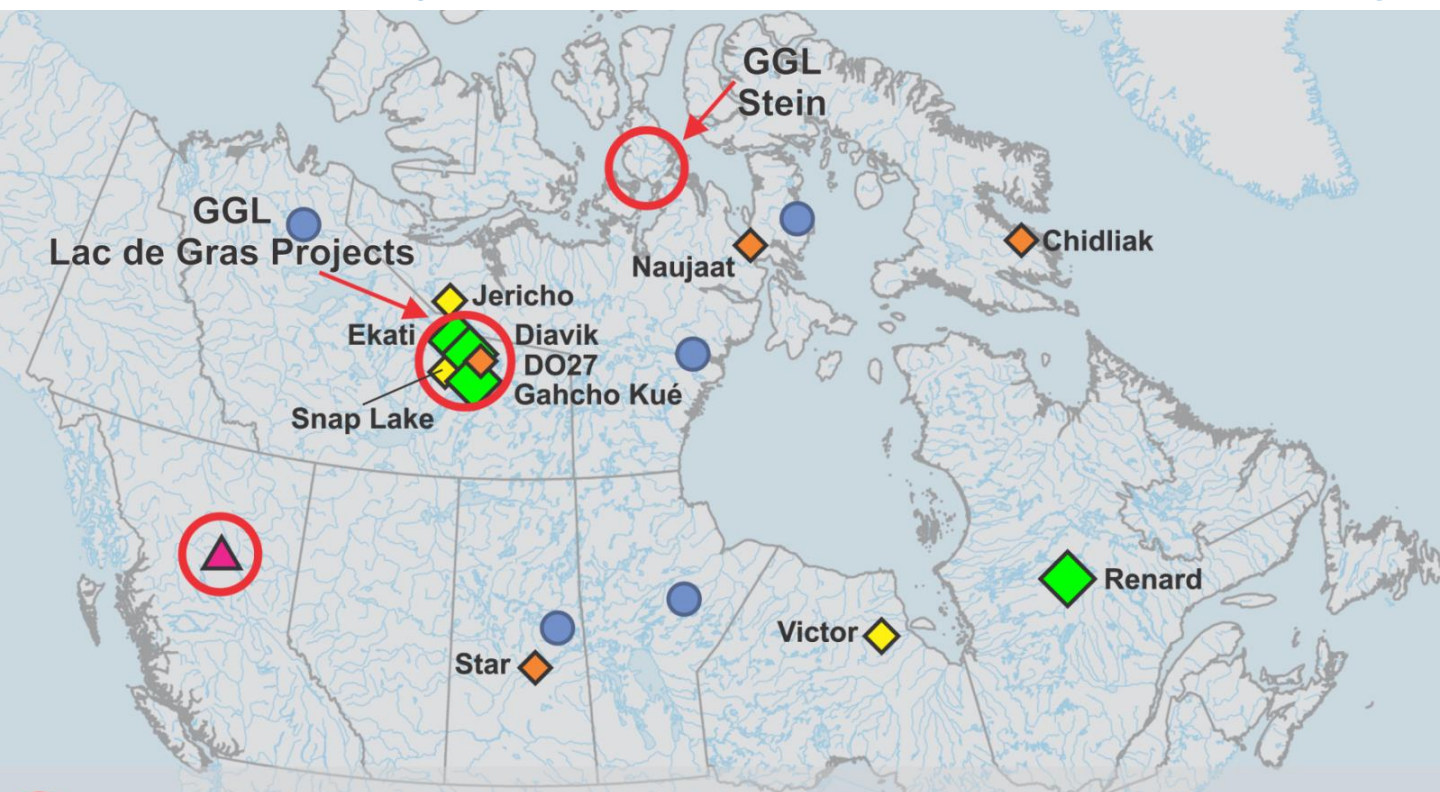 GGL
Stein
GGL
Lac de Gras Projects
Chidliak
Naujaat
Jericho
Ekati
Diavik
DO27
Gahcho Kué
Snap Lake
Renard
Victor
Star